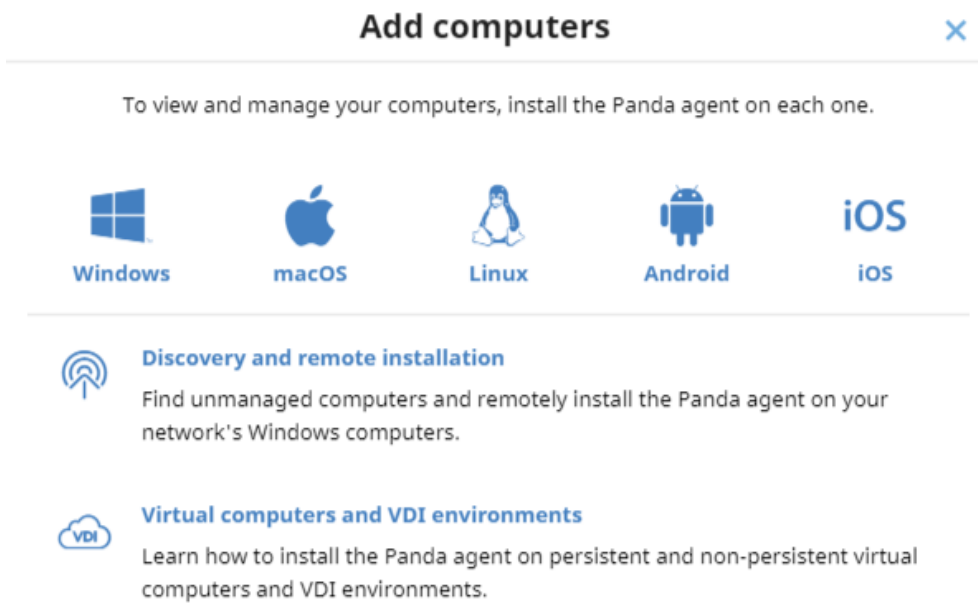 Add computers
To view and manage your computers, install the Panda agent on each one.
iOS
Windows
macOS
Linux
Android
iOS
Discovery and remote installation
Find unmanaged computers and remotely install the Panda agent on your
network's Windows computers.
VDI
Virtual computers and VDI environments
Learn how to install the Panda agent on persistent and non-persistent virtual
computers and VDI environments.